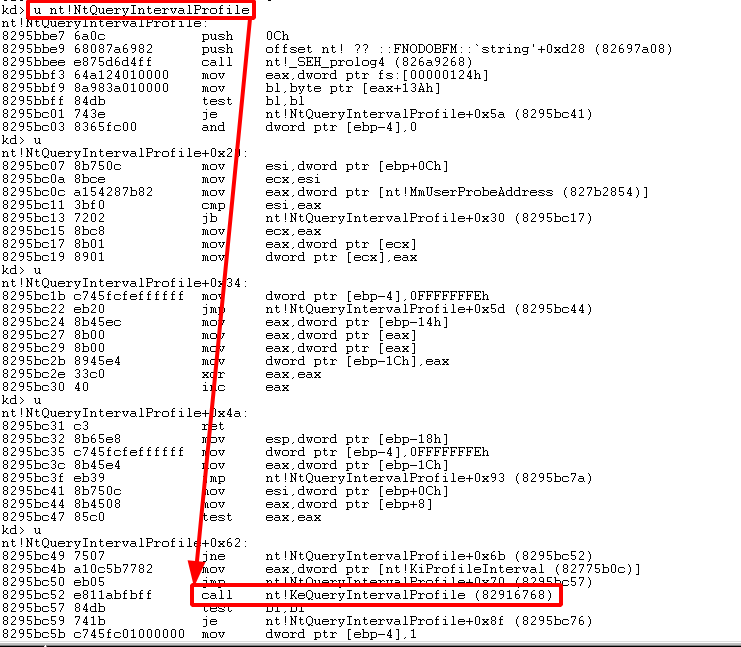 kd> u nt!NtQueryIntervalProfile
nt!NtQueryIntervalProfile:
8295bbe7 6a0c push 0Ch
8295bbe9 68087a6982 push offset nt! ?? ::FNODOBFM::`string'+0xd28 (82697a08)
8295bbee e875d6d4ff call nt!_SEH_prolog4 (826a9268)
8295bbf3 64a124010000 mov eax,dword ptr fs:[00000124h]
8295bbf9 8a983a010000 mov bl,byte ptr [eax+13Ah]
8295bbff 84db test bl,bl
8295bc01 743e je nt!NtQueryIntervalProfile+0x5a (8295bc41)
8295bc03 8365fc00 and dword ptr [ebp-4],0
kd> u
nt!NtQueryIntervalProfile+0x20:
8295bc07 8b750c mov esi,dword ptr [ebp+0Ch]
8295bc0a 8bce mov ecx,esi
8295bc0c a154287b82 mov eax,dword ptr [nt!MmUserProbeAddress (827b2854)]
8295bc11 3bf0 cmp esi,eax
8295bc13 7202 jb nt!NtQueryIntervalProfile+0x30 (8295bc17)
8295bc15 8bc8 mov ecx,eax
8295bc17 8b01 mov eax,dword ptr [ecx]
8295bc19 8901 mov dword ptr [ecx],eax
kd> u
nt!NtQueryIntervalProfile+0x34:
8295bc1b c745fcfeffffff mov dword ptr [ebp-4],0FFFFFFFEh
8295bc22 eb20 jmp nt!NtQueryIntervalProfile+0x5d (8295bc44)
8295bc24 8b45ec mov eax,dword ptr [ebp-14h]
8295bc27 8b00 mov eax,dword ptr [eax]
8295bc29 8b00 mov eax,dword ptr [eax]
8295bc2b 8945e4 mov dword ptr [ebp-1Ch],eax
8295bc2e 33c0 xor eax,eax
8295bc30 40 inc eax
kd> u
nt!NtQueryIntervalProfile+0x4a:
8295bc31 c3 ret
8295bc32 8b65e8 mov esp,dword ptr [ebp-18h]
8295bc35 c745fcfeffffff mov dword ptr [ebp-4],0FFFFFFFEh
8295bc3c 8b45e4 mov eax,dword ptr [ebp-1Ch]
8295bc3f eb39 jmp nt!NtQueryIntervalProfile+0x93 (8295bc7a)
8295bc41 8b750c mov esi,dword ptr [ebp+0Ch]
8295bc44 8b4508 mov eax,dword ptr [ebp+8]
8295bc47 85c0 test eax,eax
kd> u
nt!NtQueryIntervalProfile+0x62:
8295bc49 7507 jne nt!NtQueryIntervalProfile+0x6b (8295bc52)
8295bc4b a10c5b7782 mov eax,dword ptr [nt!KiProfileInterval (82775b0c)]
8295bc50 eb05 jmp nt!NtQueryIntervalProfile+0x70 (8295bc57)
8295bc52 e811abfbff call nt!KeQueryIntervalProfile (82916768)
8295bc57 84db test bl,bl
8295bc59 741b je nt!NtQueryIntervalProfile+0x8f (8295bc76)
8295bc5b c745fc01000000 mov dword ptr [ebp-4],1